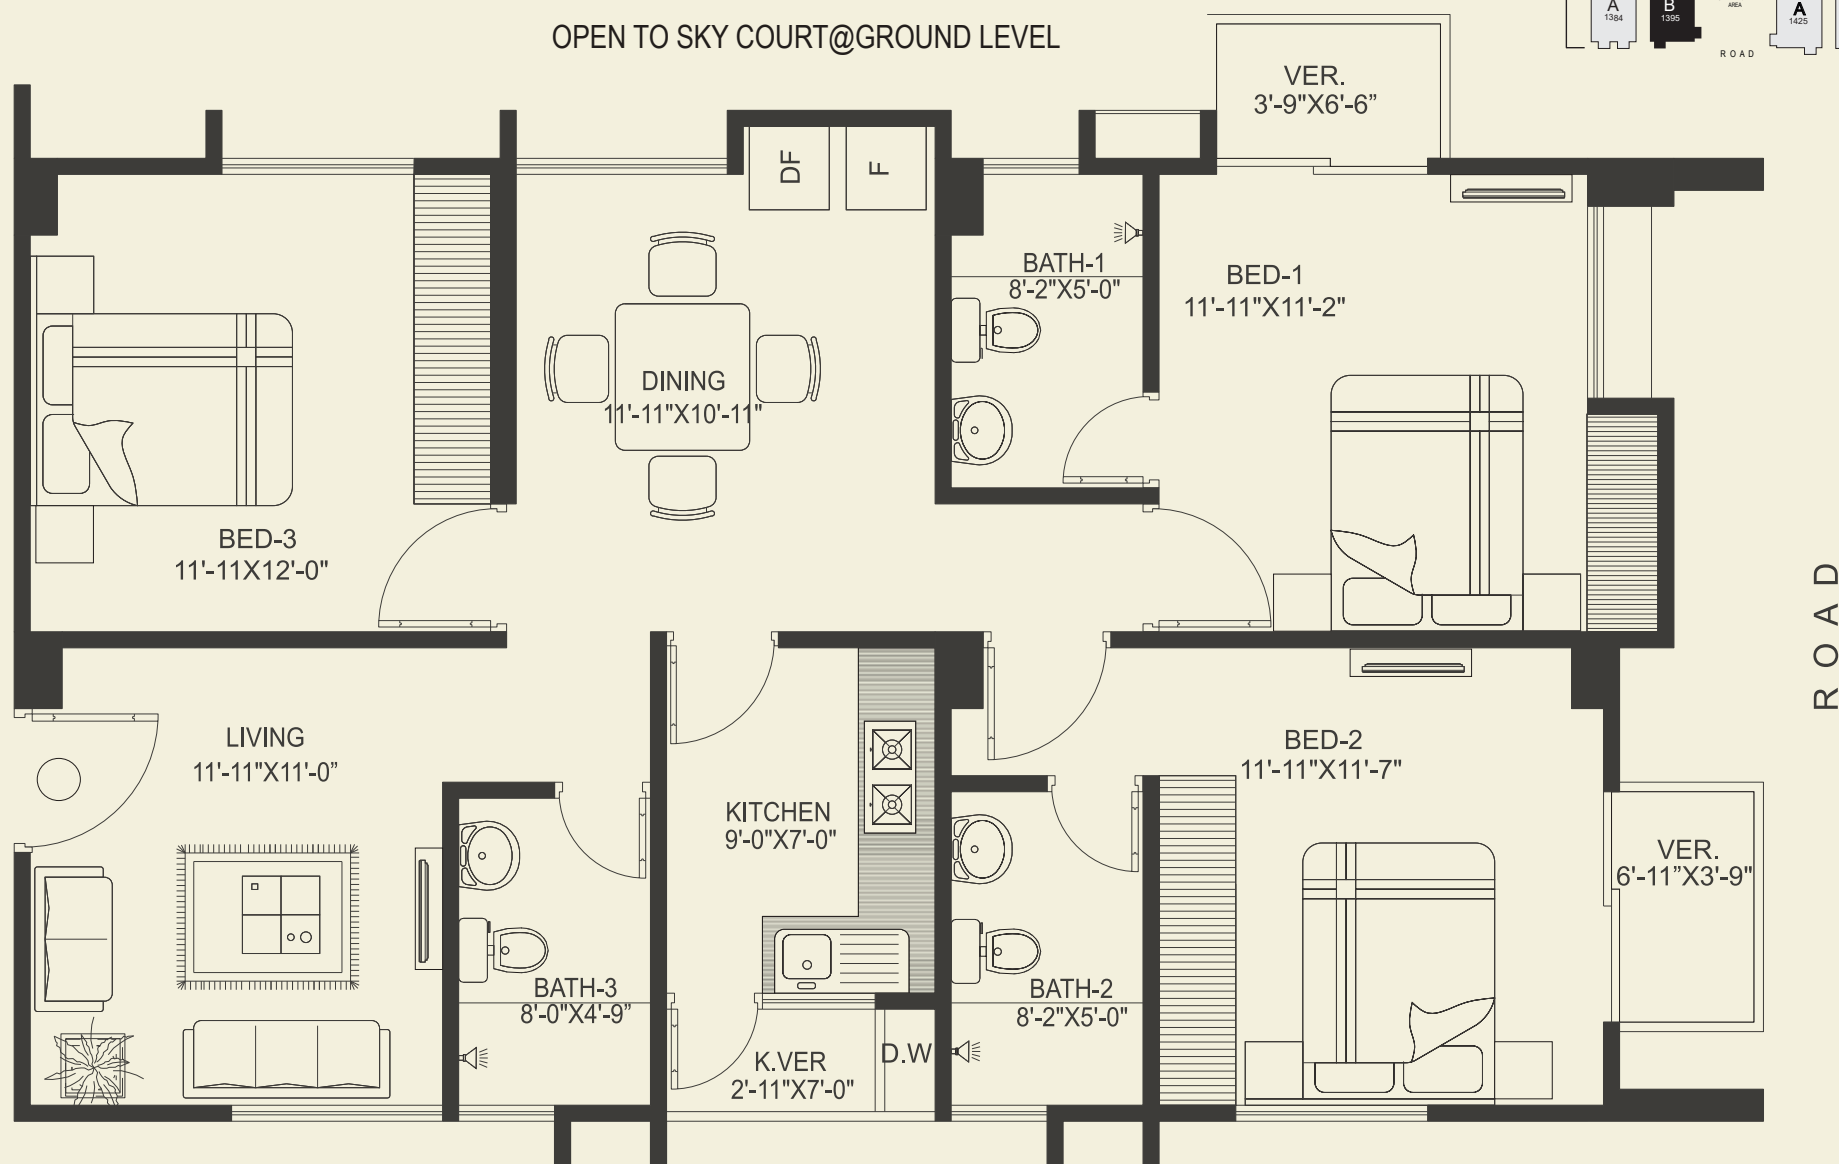 OPEN TO SKY COURT@GROUND LEVEL
A
1384
B
1395
AREA
A
1425
ROAD
VER.
3'-9"X6'-6”
DF
F
BATH-1
8'-2"X5'-0"
BED-1
11'-11"X11'-2"
DINING
11'-11"X10'-11"
BED-3
11'-11X12'-0"
ROAD
LIVING
11'-11"X11'-0”
BED-2
11'-11"X11'-7"
KITCHEN
9'-0"X7'-0"
VER.
6'-11”X3'-9"
BATH-3
8'-0"X4'-9”
BATH-2
8'-2"X5'-0"
K.VER
2'-11"X7'-0"
D.W